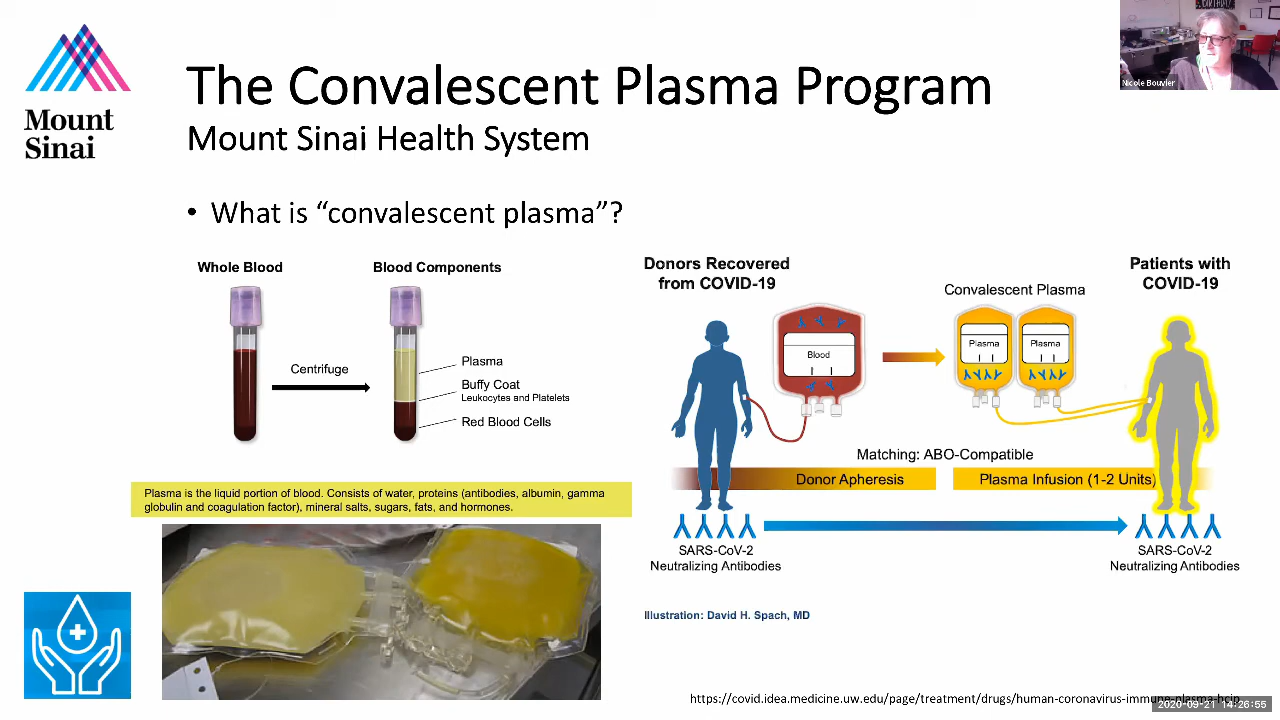 Mount
Sinai
The Convalescent Plasma Program
Mount Sinai Health System
Nicole Bouvier
• What is “convalescent plasma”?
Whole Blood
Blood Components
Centrifuge
Plasma
Buffy Coat
Leukocytes and Platelets
Red Blood Cells
Plasma is the liquid portion of blood. Consists of water, proteins (antibodies, albumin, gamma
globulin and coagulation factor), mineral salts, sugars, fats, and hormones.
Donors Recovered
from COVID-19
Patients with
COVID-19
Convalescent Plasma
Blood
Plasma
Plasma
Matching: ABO-Compatible
Donor Apheresis
Plasma Infusion (1-2 Units)
SARS-CoV-2
Neutralizing Antibodies
SARS-CoV-2
Neutralizing Antibodies
Illustration: David H. Spach, MD
https://covid.idea.medicine.uw.edu/page/treatment/drugs/human-coronavirus-immune-plasma-hcip
2020-09-21 14:26:55